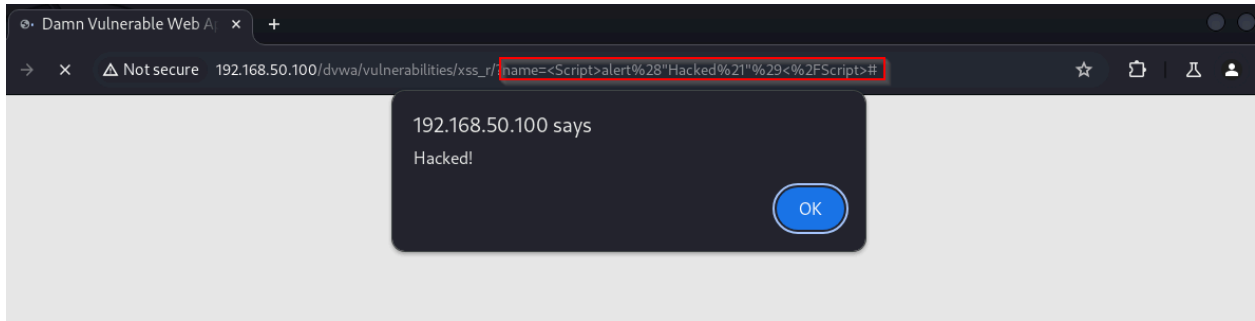 Damn Vulnerable Web Ap
Not secure 192.168.50.100/dvwa/vulnerabilities/xss_r/?name=<Script>alert%28"Hacked%21"%29<%2FScript>#
192.168.50.100 says
Hacked!
OK